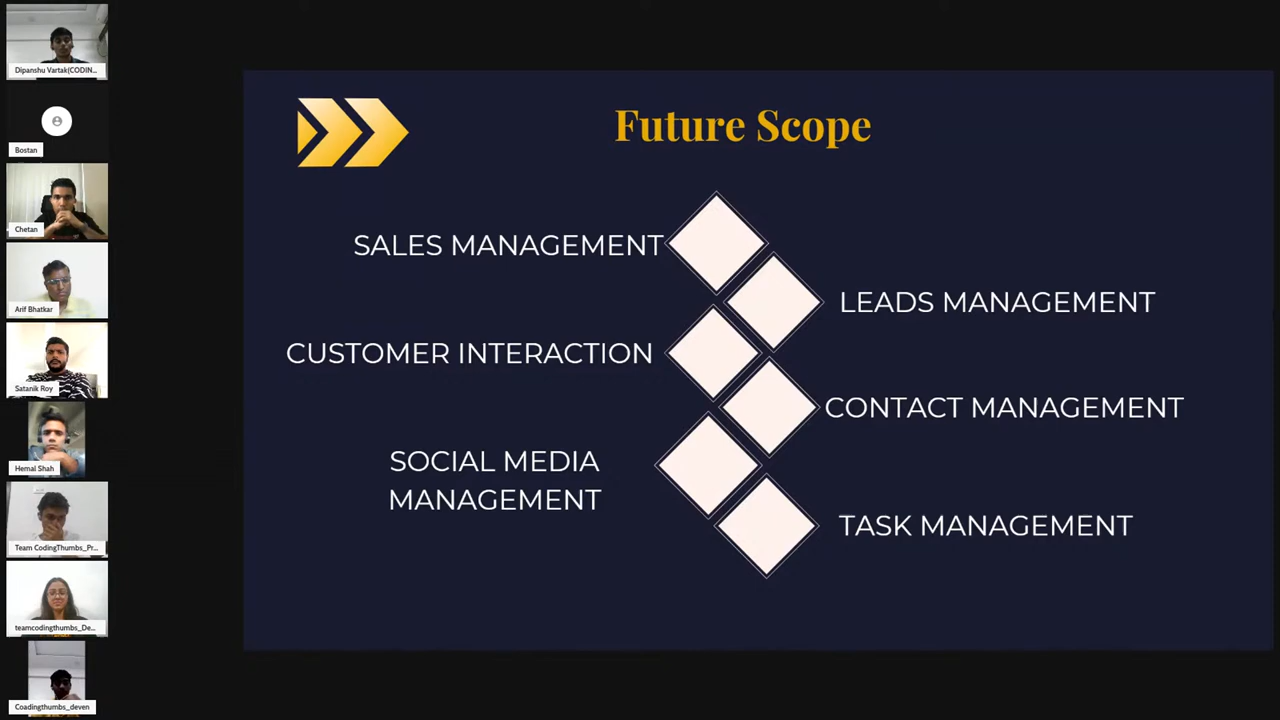 Dipanshu Vartak(CODIN...
Bostan
Chetan
Arif Bhatkar
Satanik Roy
Hemal Shah
Team CodingThumbs_Pr...
teamcodingthumbs_De...
Coadingthumbs_deven
Future Scope
SALES MANAGEMENT
LEADS MANAGEMENT
CUSTOMER INTERACTION
CONTACT MANAGEMENT
SOCIAL MEDIA
MANAGEMENT
TASK MANAGEMENT